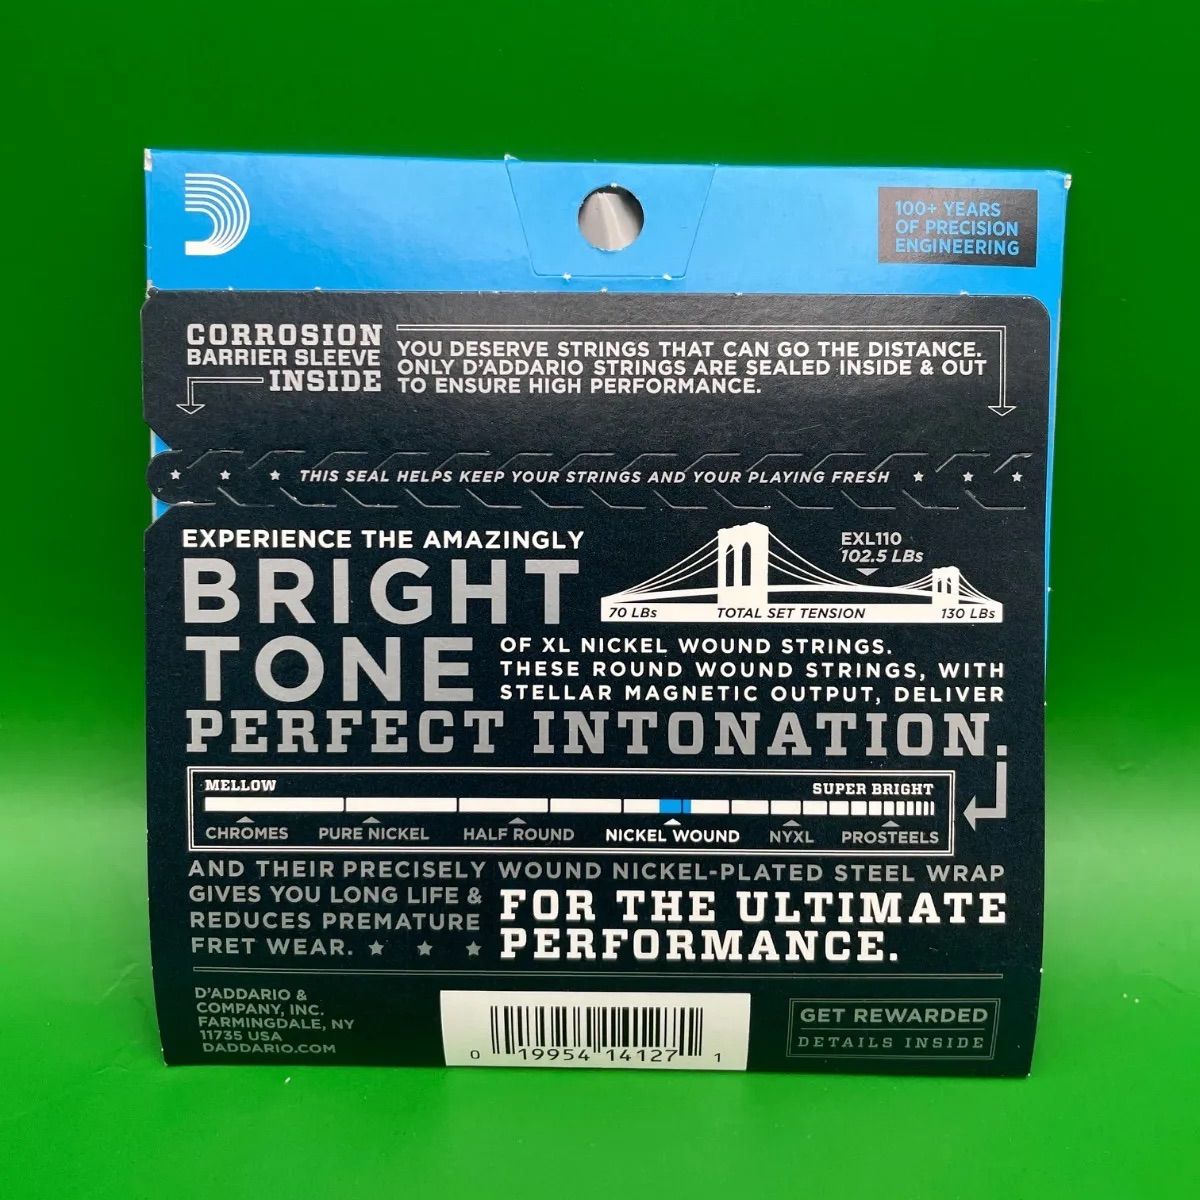 100+ YEARS
OF PRECISION
ENGINEERING
CORROSION
BARRIER SLEEVE
INSIDE
YOU DESERVE STRINGS THAT CAN GO THE DISTANCE.
ONLY D'ADDARIO STRINGS ARE SEALED INSIDE & OUT
TO ENSURE HIGH PERFORMANCE.
★ ★ ★ THIS SEAL HELPS KEEP YOUR STRINGS AND YOUR PLAYING FRESH ★ ★ ★
EXPERIENCE THE AMAZINGLY
BRIGHT
TONE
EXL110
102.5 LBs
70 LBs TOTAL SET TENSION 130 LBs
OF XL NICKEL WOUND STRINGS.
THESE ROUND WOUND STRINGS, WITH
STELLAR MAGNETIC OUTPUT, DELIVER
PERFECT INTONATION.
MELLOW SUPER BRIGHT
CHROMES PURE NICKEL HALF ROUND NICKEL WOUND NYXL PROSTEELS
AND THEIR PRECISELY WOUND NICKEL-PLATED STEEL WRAP
GIVES YOU LONG LIFE &
REDUCES PREMATURE
FRET WEAR. ★ ★ ★
FOR THE ULTIMATE
PERFORMANCE.
D'ADDARIO &
COMPANY, INC.
FARMINGDALE, NY
11735 USA
DADDARIO.COM
0 19954 14127 1
GET REWARDED
DETAILS INSIDE